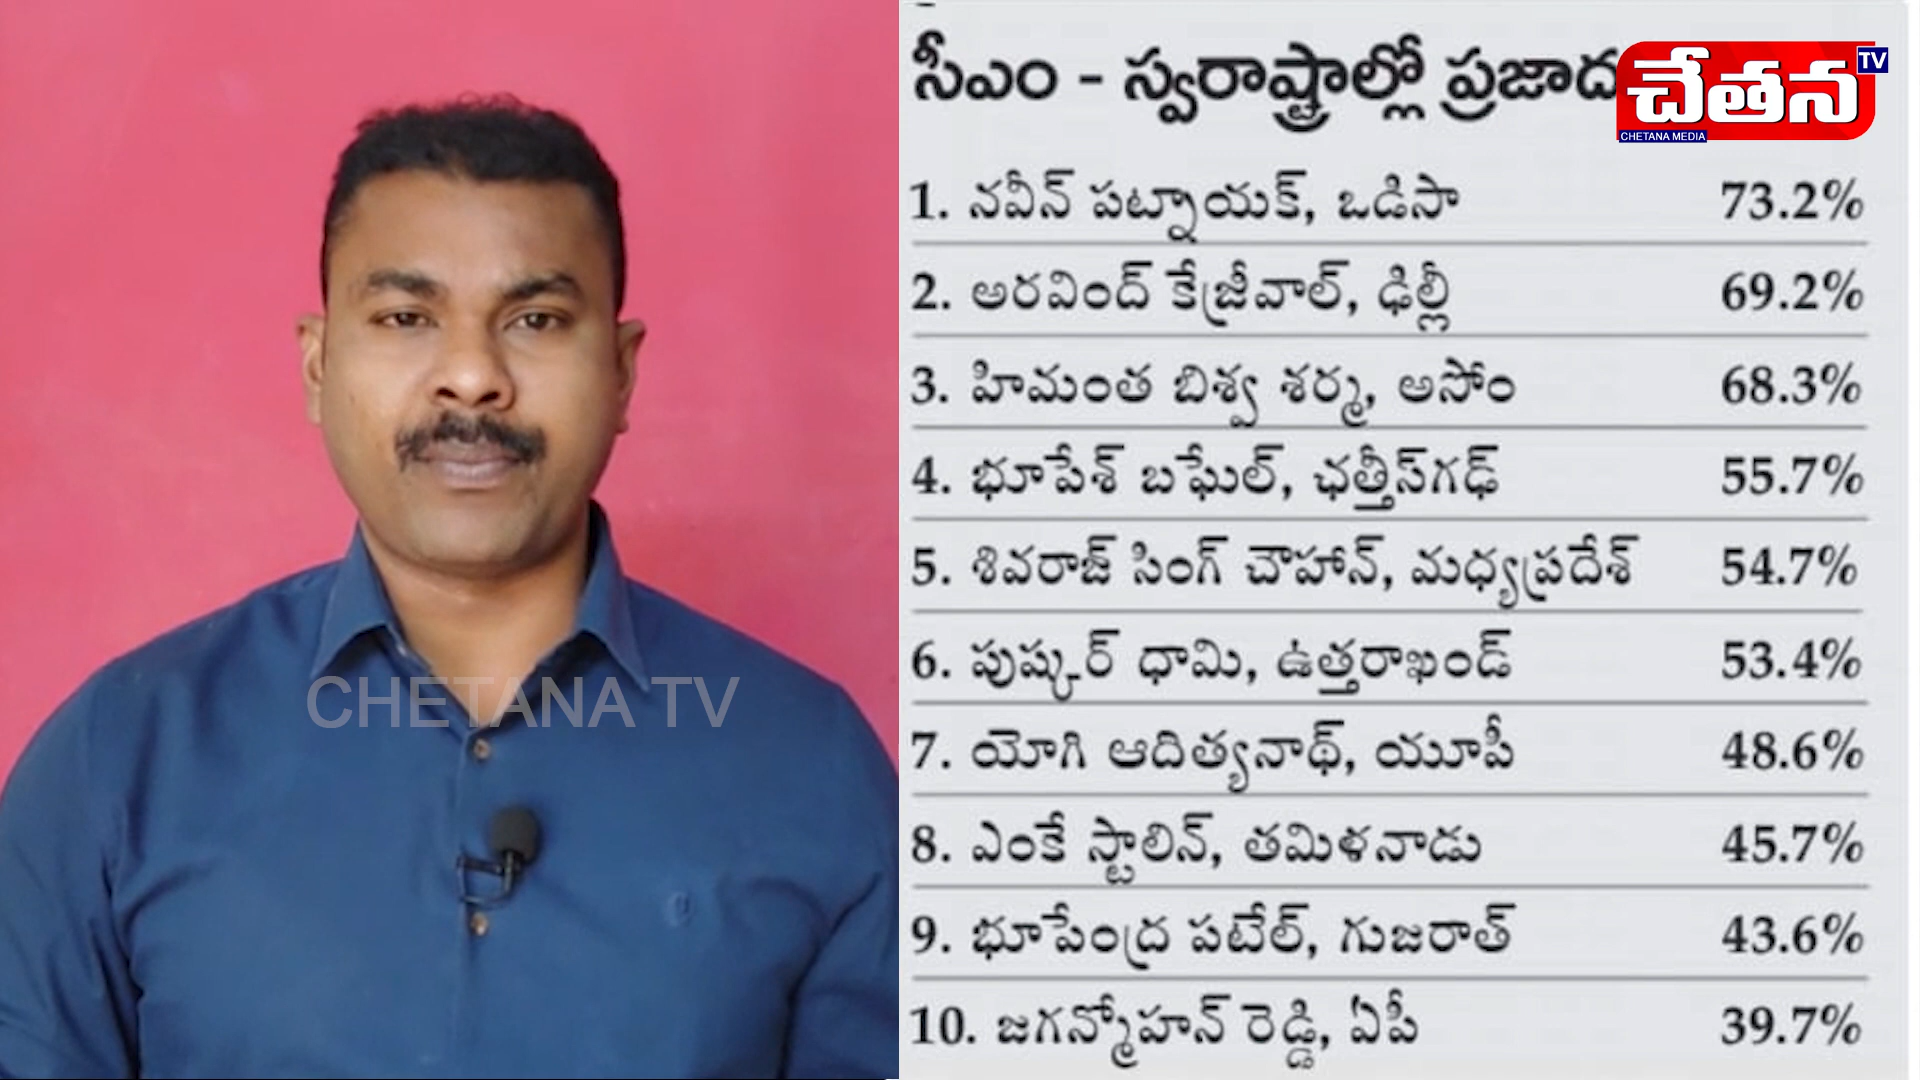 సీఎం - స్వరాష్ట్రాల్లో
చేతన TV
CHETANA MEDIA
1. నవీన్ పట్నాయక్, ఒడిసా 73.2%
2. అరవింద్ కేజ్రీవాల్, ఢిల్లీ 69.2%
3. హిమంత బిశ్వ శర్మ, అసోం 68.3%
4. భూపేశ్ బఘేల్, ఛత్తీస్‌గఢ్ 55.7%
5. శివరాజ్ సింగ్ చౌహాన్, మధ్యప్రదేశ్ 54.7%
6. పుష్కర్ ధామి, ఉత్తరాఖండ్ 53.4%
7. యోగి ఆదిత్యనాథ్, యూపీ 48.6%
8. ఎంకే స్టాలిన్, తమిళనాడు 45.7%
9. భూపేంద్ర పటేల్, గుజరాత్ 43.6%
10. జగన్మోహన్ రెడ్డి, ఏపీ 39.7%
CHETANA TV